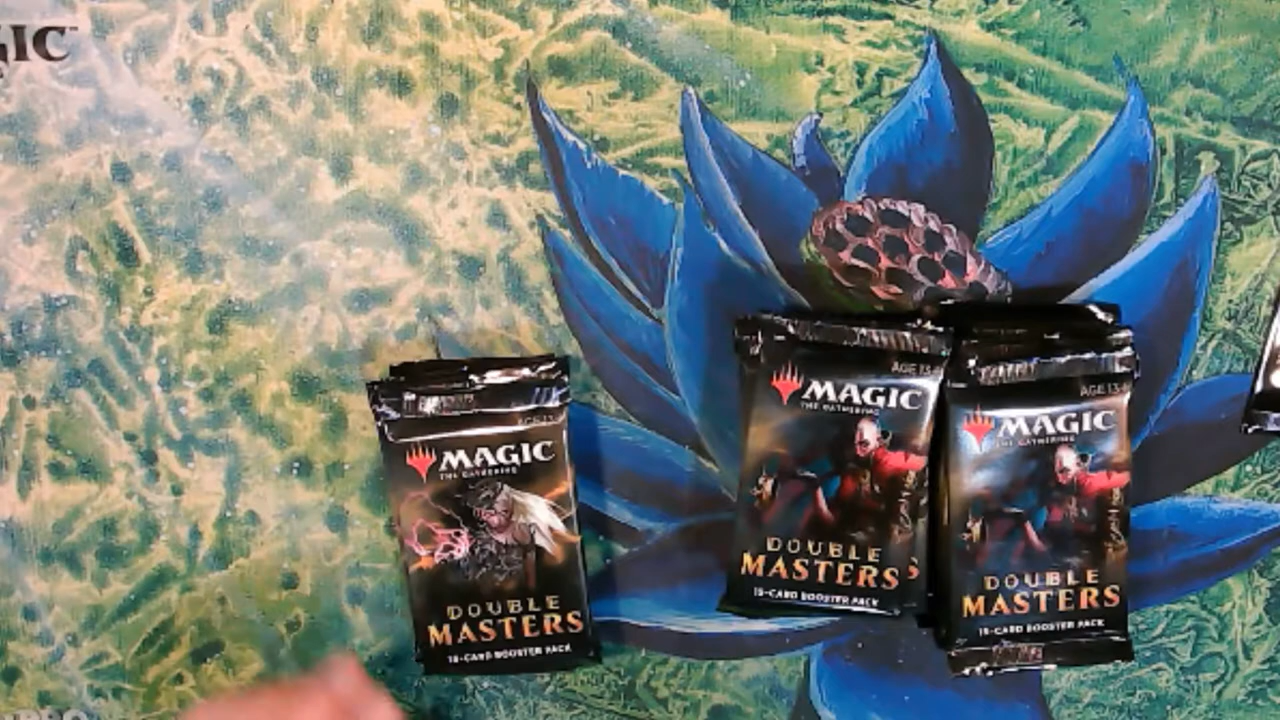 GIC
AGE 13+
MAGIC
THE GATHERING
DOUBLE
MASTERS
15-CARD BOOSTER PACK
AGE 13+
MAGIC
THE GATHERING
DOUBLE
MASTERS
S
15-CARD BOOSTER PACK
AGE 13+
MAGIC
THE GATHERING
DOUBLE
MASTERS
15-CARD BOOSTER PACK